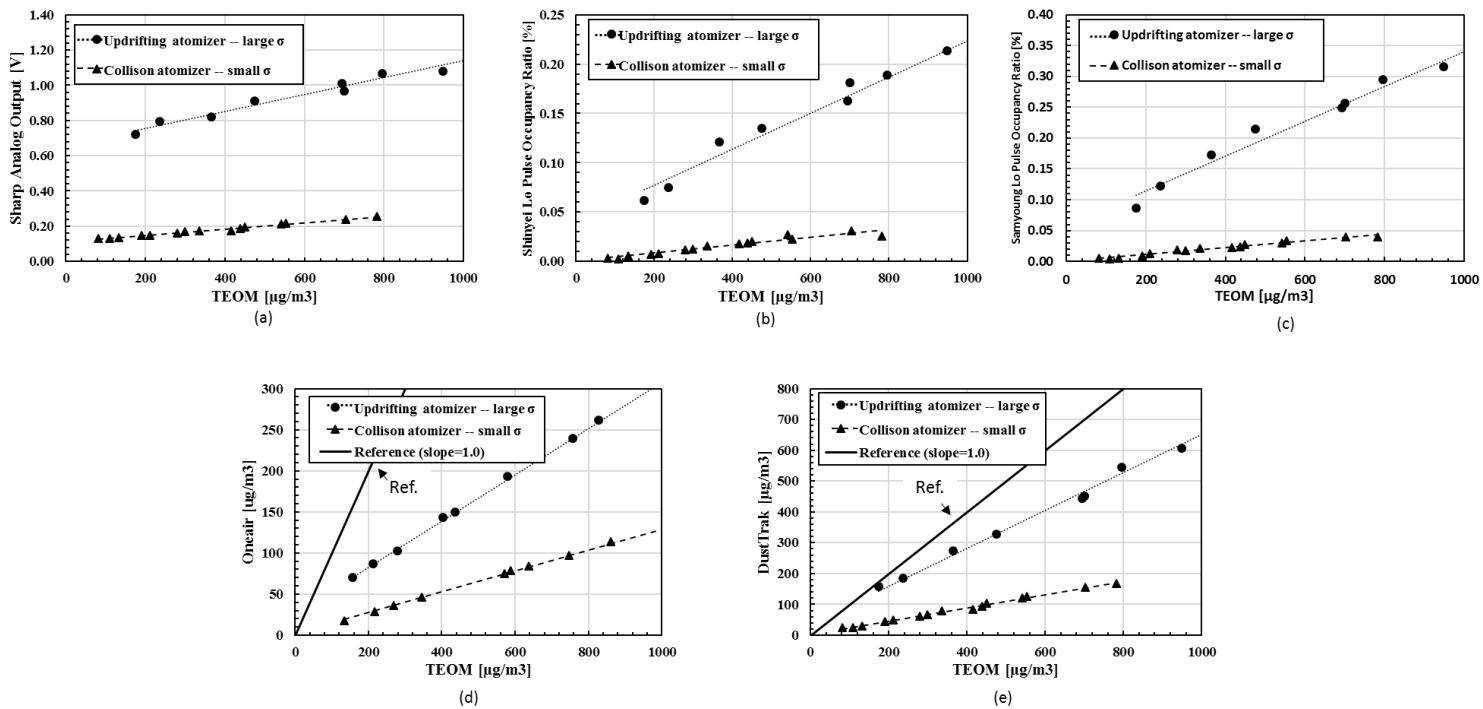 Sharp Analog Output [V]
1.40
1.20
1.00
0.80
0.60
0.40
0.20
0.00
Updrifting atomizer -- large σ
Collison atomizer -- small σ
0 200 400 600 800 1000
TEOM [µg/m3]
(a)
Shinyei Lo Pulse Occupancy Ratio [%]
0.25
0.20
0.15
0.10
0.05
0.00
Updrifting atomizer -- large σ
Collison atomizer -- small σ
0 200 400 600 800 1000
TEOM [µg/m3]
(b)
Samyoung Lo Pulse Occupancy Ratio [%]
0.40
0.35
0.30
0.25
0.20
0.15
0.10
0.05
0.00
Updrifting atomizer -- large σ
Collison atomizer -- small σ
0 200 400 600 800 1000
TEOM [µg/m3]
(c)
Oneair [ug/m3]
300
250
200
150
100
50
0
Updrifting atomizer -- large σ
Collison atomizer -- small σ
Reference (slope=1.0)
Ref.
0 200 400 600 800 1000
TEOM [µg/m3]
(d)
DustTrak [µg/m3]
800
700
600
500
400
300
200
100
0
Updrifting atomizer -- large σ
Collison atomizer -- small σ
Reference (slope=1.0)
Ref.
0 200 400 600 800 1000
TEOM [µg/m3]
(e)